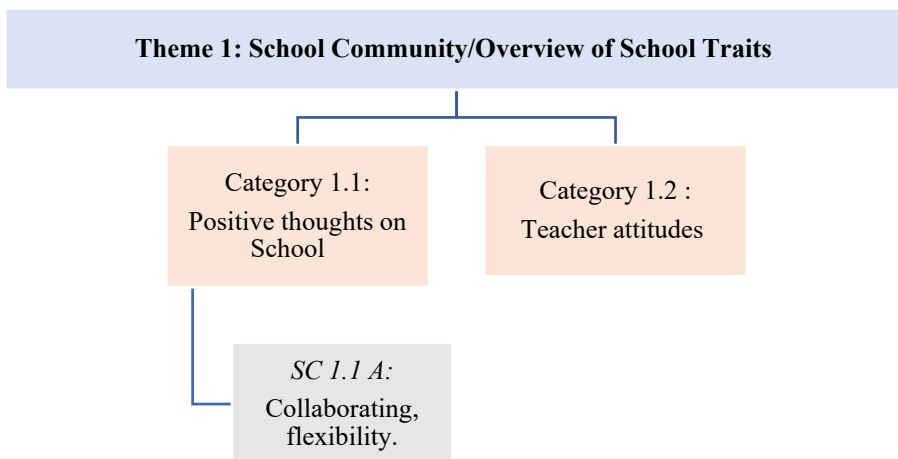 Theme 1: School Community/Overview of School Traits
Category 1.1:
Positive thoughts on
School
Category 1.2 :
Teacher attitudes
SC 1.1 A:
Collaborating,
flexibility.